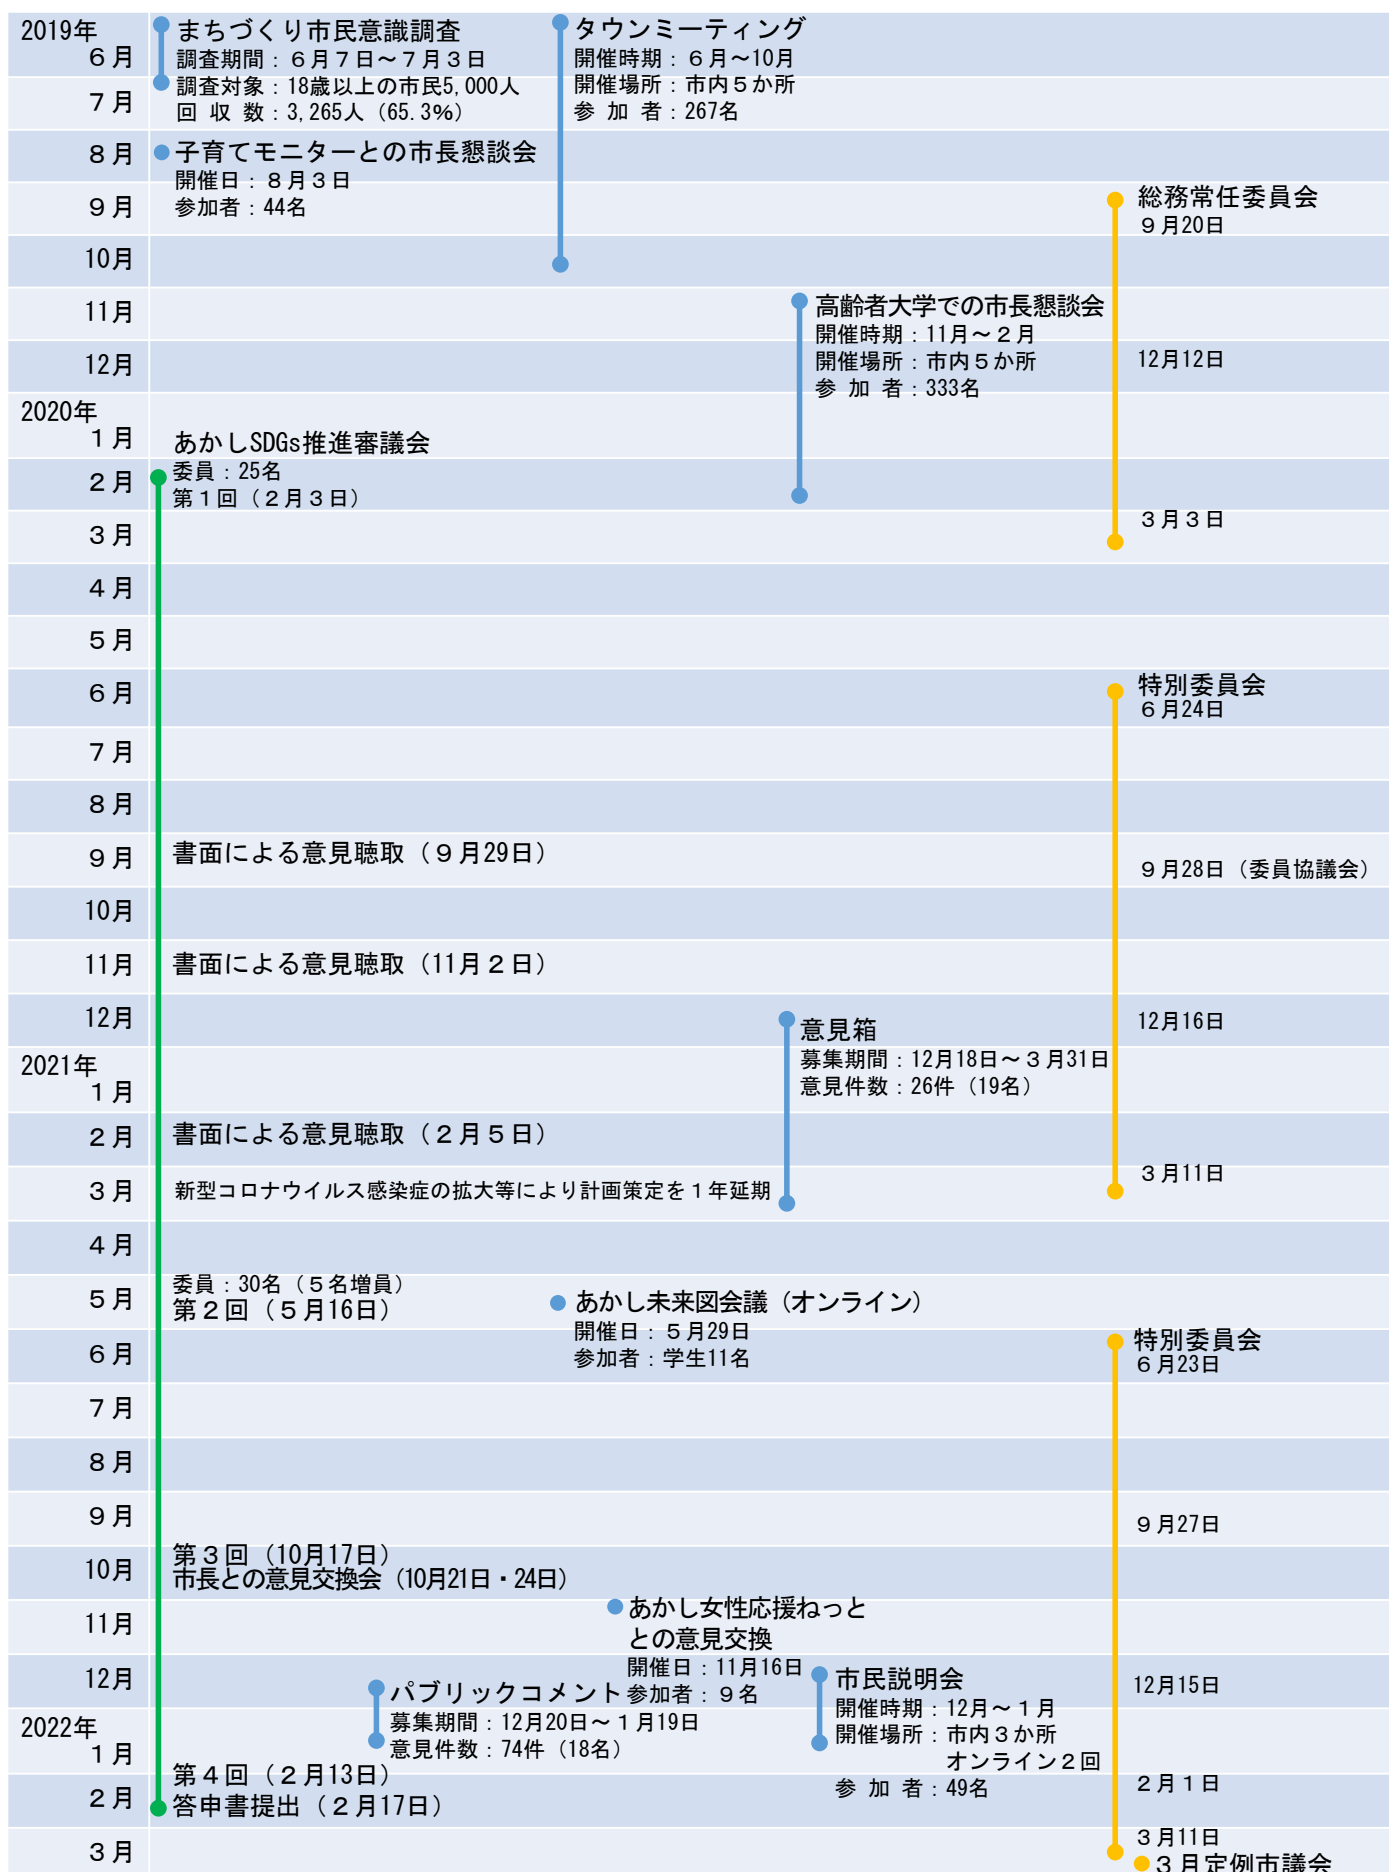 2019年
６月
７月
８月
９月
10月
11月
12月
2020年
１月
２月
３月
４月
５月
６月
７月
８月
９月
10月
11月
12月
2021年
１月
２月
３月
４月
５月
６月
７月
８月
９月
10月
11月
12月
2022年
１月
２月
３月
まちづくり市民意識調査
調査期間：６月７日～７月３日
調査対象：18歳以上の市民5,000人
回 収 数：3,265人（65.3%）
タウンミーティング
開催時期：６月～10月
開催場所：市内５か所
参 加 者：267名
子育てモニターとの市長懇談会
開催日：８月３日
参加者：44名
総務常任委員会
９月20日
12月12日
３月３日
高齢者大学での市長懇談会
開催時期：11月～２月
開催場所：市内５か所
参 加 者：333名
あかしSDGs推進審議会
委員：25名
第１回（２月３日）
特別委員会
６月24日
９月28日（委員協議会）
12月16日
３月11日
書面による意見聴取（９月29日）
書面による意見聴取（11月２日）
意見箱
募集期間：12月18日～３月31日
意見件数：26件（19名）
書面による意見聴取（２月５日）
新型コロナウイルス感染症の拡大等により計画策定を１年延期
委員：30名（５名増員）
第２回（５月16日）
あかし未来図会議（オンライン）
開催日：５月29日
参加者：学生11名
特別委員会
６月23日
９月27日
12月15日
２月１日
３月11日
３月定例市議会
第３回（10月17日）
市長との意見交換会（10月21日・24日）
あかし女性応援ねっと
との意見交換
開催日：11月16日
参加者：９名
パブリックコメント
募集期間：12月20日～１月19日
意見件数：74件（18名）
市民説明会
開催時期：12月～１月
開催場所：市内３か所
オンライン２回
参 加 者：49名
第４回（２月13日）
答申書提出（２月17日）